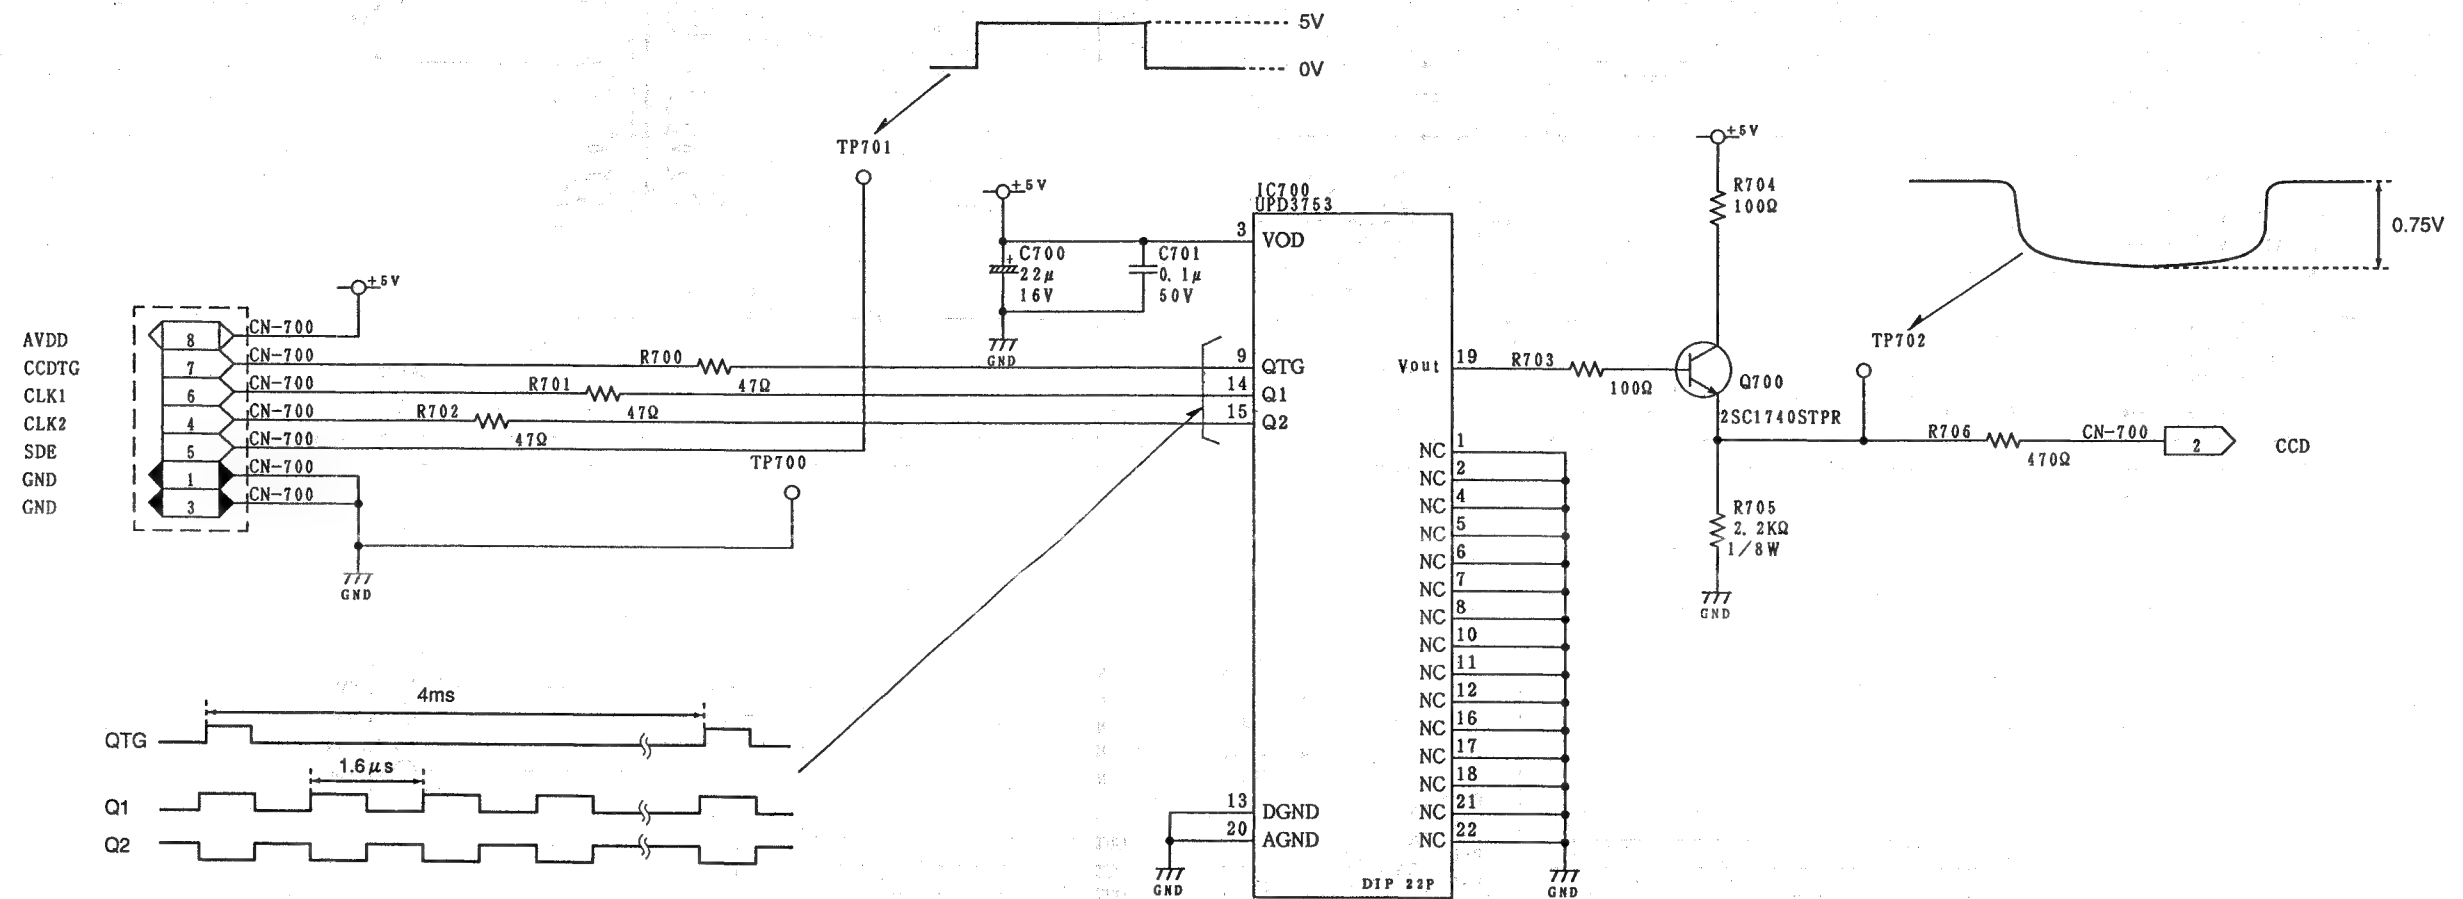 5V
0V
TP701
+5V
C700
22μ
16V
C701
0.1μ
50V
GND
IC700
UPD3753
3
VOD
9
QTG
14
Q1
15
Q2
13
DGND
20
AGND
GND
DIP 22P
Vout
19
NC
1
NC
2
NC
4
NC
5
NC
6
NC
7
NC
8
NC
10
NC
11
NC
12
NC
16
NC
17
NC
18
NC
21
NC
22
GND
+5V
R704
100Ω
R703
100Ω
Q700
2SC1740STPR
R705
2.2KΩ
1/8W
GND
TP702
0.75V
R706
470Ω
CN-700
2
CCD
+5V
AVDD
8
CN-700
CCDTG
7
CN-700
R700
47Ω
CLK1
6
CN-700
R701
47Ω
CLK2
4
CN-700
R702
47Ω
SDE
5
CN-700
GND
1
CN-700
GND
3
CN-700
TP700
GND
4ms
QTG
1.6μs
Q1
Q2